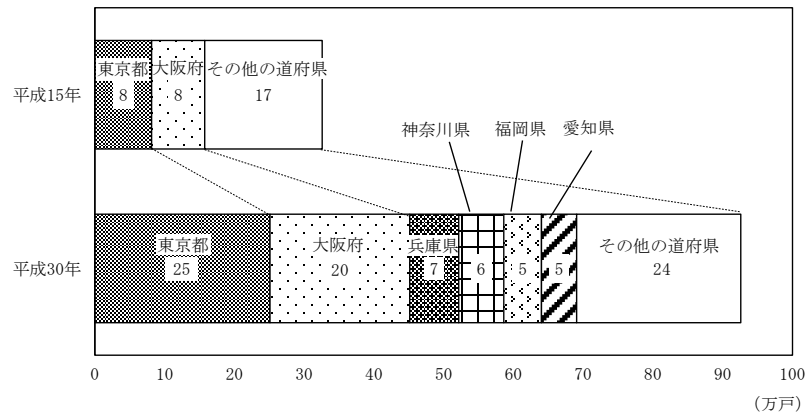 東京都 大阪府 その他の道府県
平成15年 8 8 17
神奈川県 福岡県 愛知県
東京都 大阪府 兵庫県 その他の道府県
平成30年 25 20 7 6 5 5 24
0 10 20 30 40 50 60 70 80 90 100
(万戸)